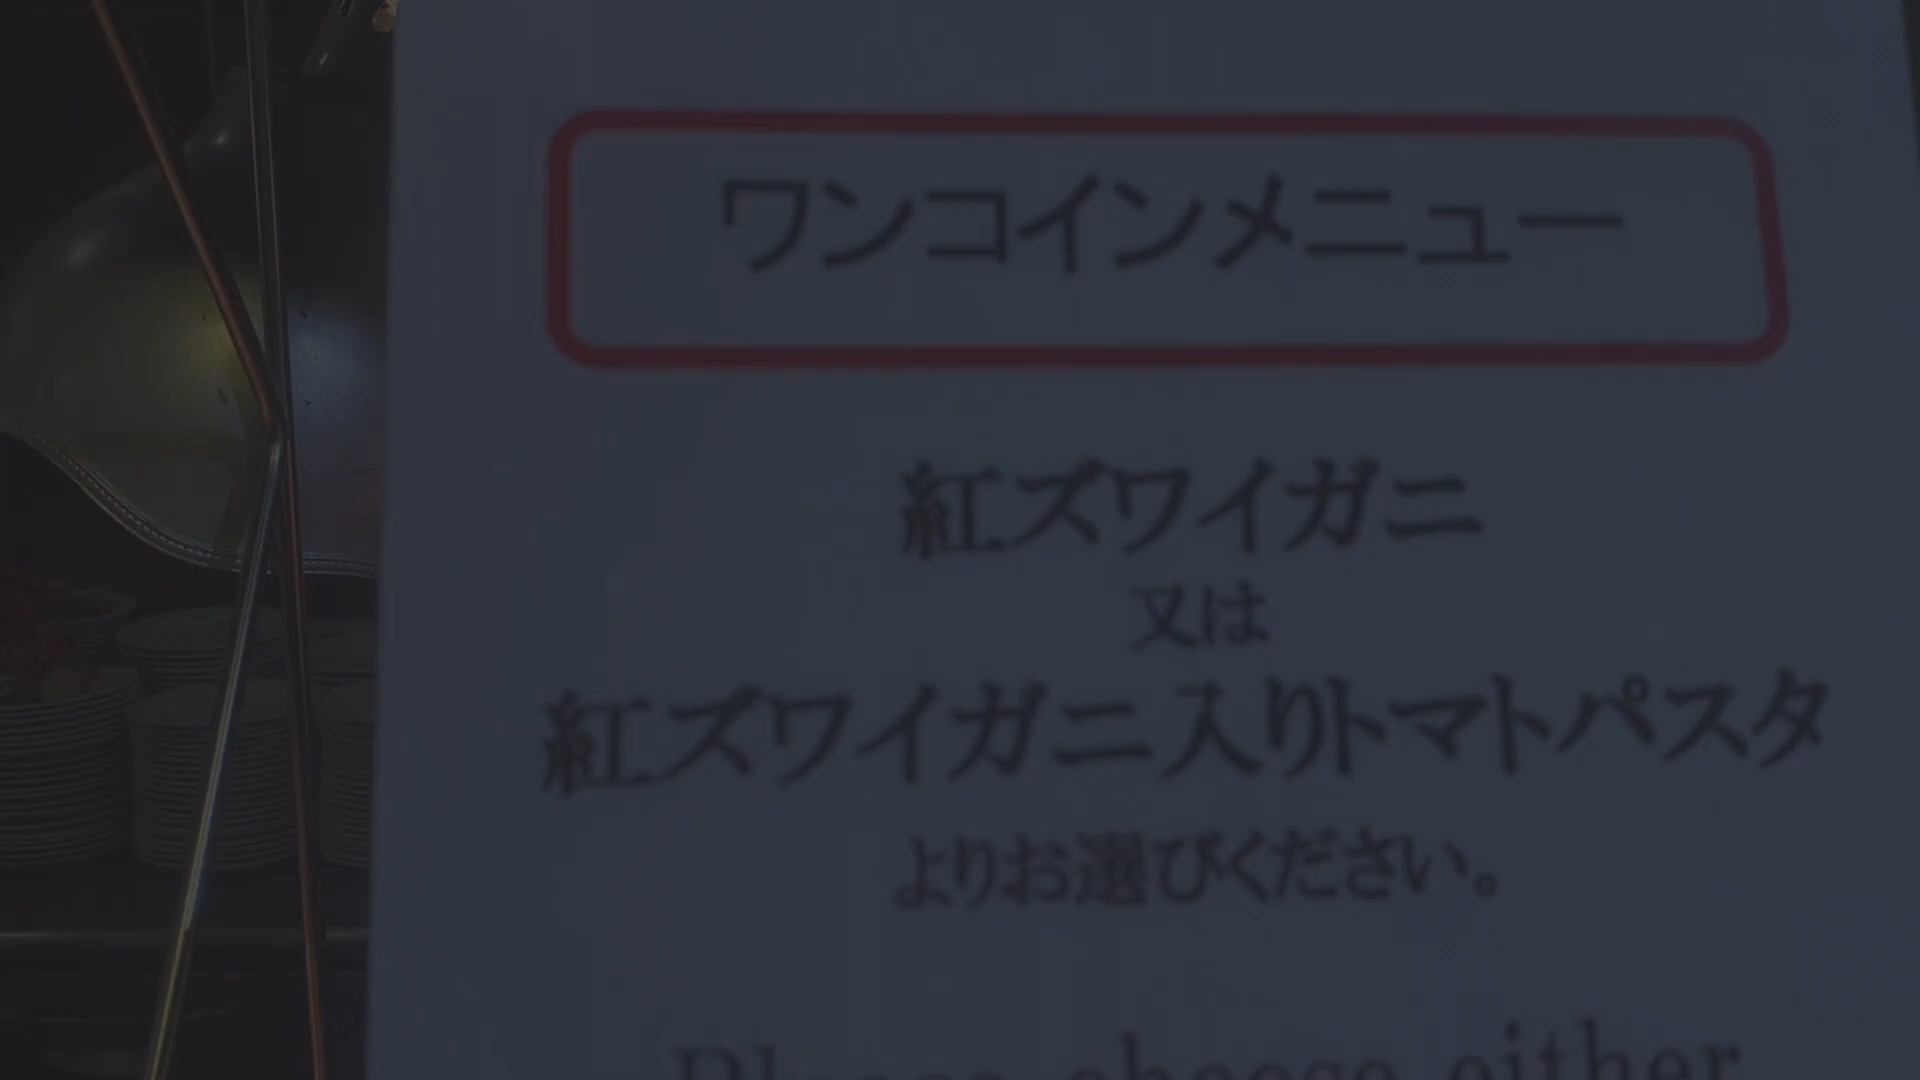 ワンコインメニュー
紅ズワイガニ
又は
紅ズワイガニ入りトマトパスタ
よりお選びください。
Please choose either